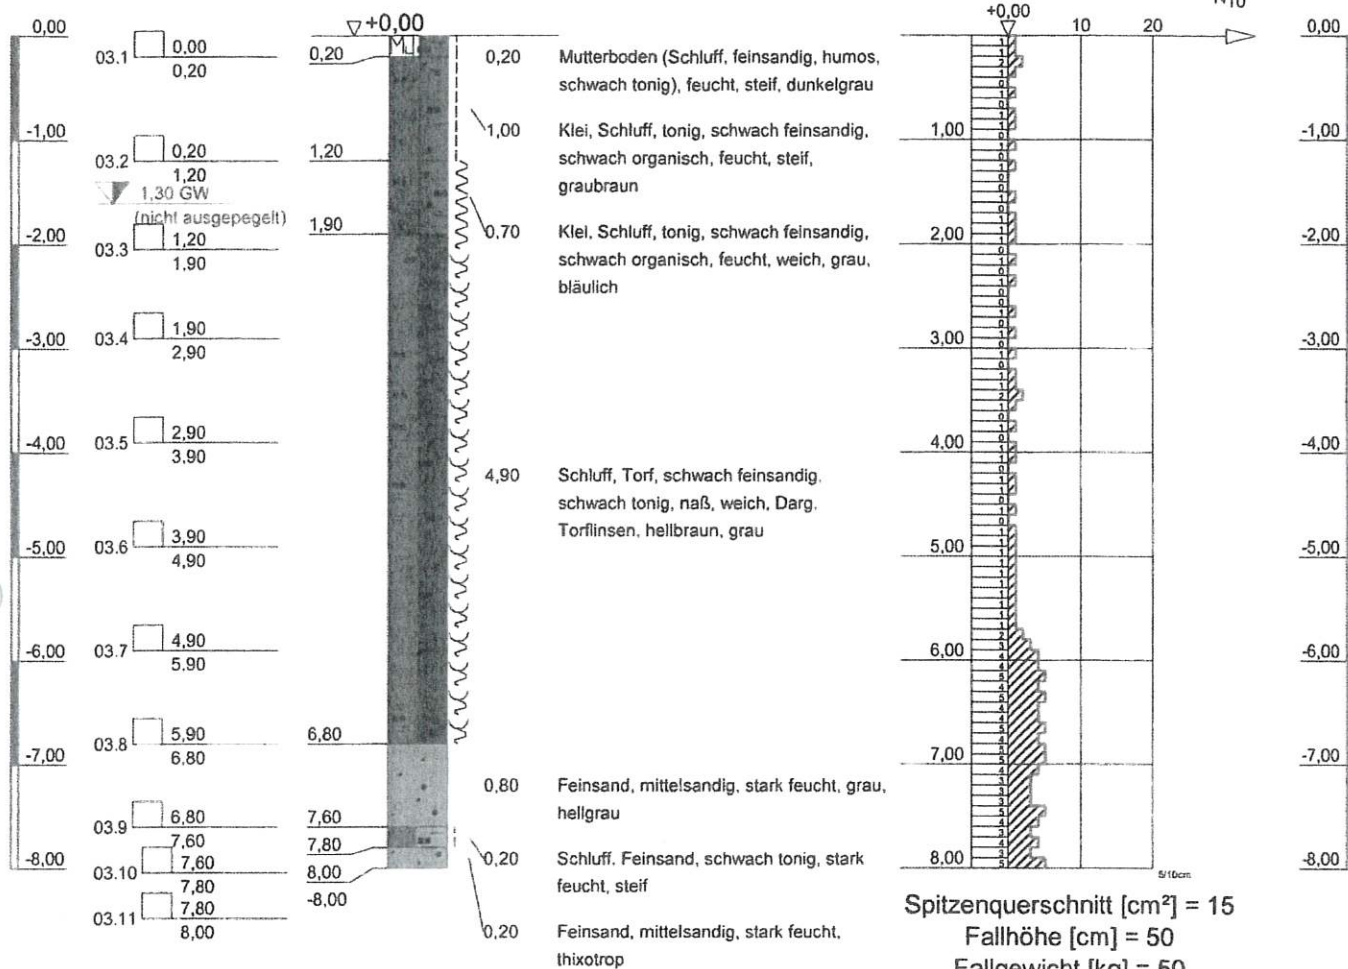 0,00
-1,00
-2,00
-3,00
-4,00
-5,00
-6,00
-7,00
-8,00
03.1 0,00
0,20
03.2 0,20
1,20
1,30 GW
(nicht ausgepegelt)
03.3 1,20
1,90
03.4 1,90
2,90
03.5 2,90
3,90
03.6 3,90
4,90
03.7 4,90
5,90
03.8 5,90
6,80
03.9 6,80
7,60
03.10 7,60
7,80
03.11 7,80
8,00
+0,00
Mu
0,20
1,20
1,90
6,80
7,60
7,80
8,00
-8,00
0,20 Mutterboden (Schluff, feinsandig, humos,
schwach tonig), feucht, steif, dunkelgrau
1,00 Klei, Schluff, tonig, schwach feinsandig,
schwach organisch, feucht, steif,
graubraun
0,70 Klei, Schluff, tonig, schwach feinsandig,
schwach organisch, feucht, weich, grau,
bläulich
4,90 Schluff, Torf, schwach feinsandig,
schwach tonig, naß, weich, Darg,
Torflinsen, hellbraun, grau
0,80 Feinsand, mittelsandig, stark feucht, grau,
hellgrau
0,20 Schluff, Feinsand, schwach tonig, stark
feucht, steif
0,20 Feinsand, mittelsandig, stark feucht,
thixotrop
+0,00 10 20 N10
1,00
2,00
3,00
4,00
5,00
6,00
7,00
8,00
5/10cm
Spitzenquerschnitt [cm²] = 15
Fallhöhe [cm] = 50
Fallgewicht [kg] = 50
0,00
-1,00
-2,00
-3,00
-4,00
-5,00
-6,00
-7,00
-8,00